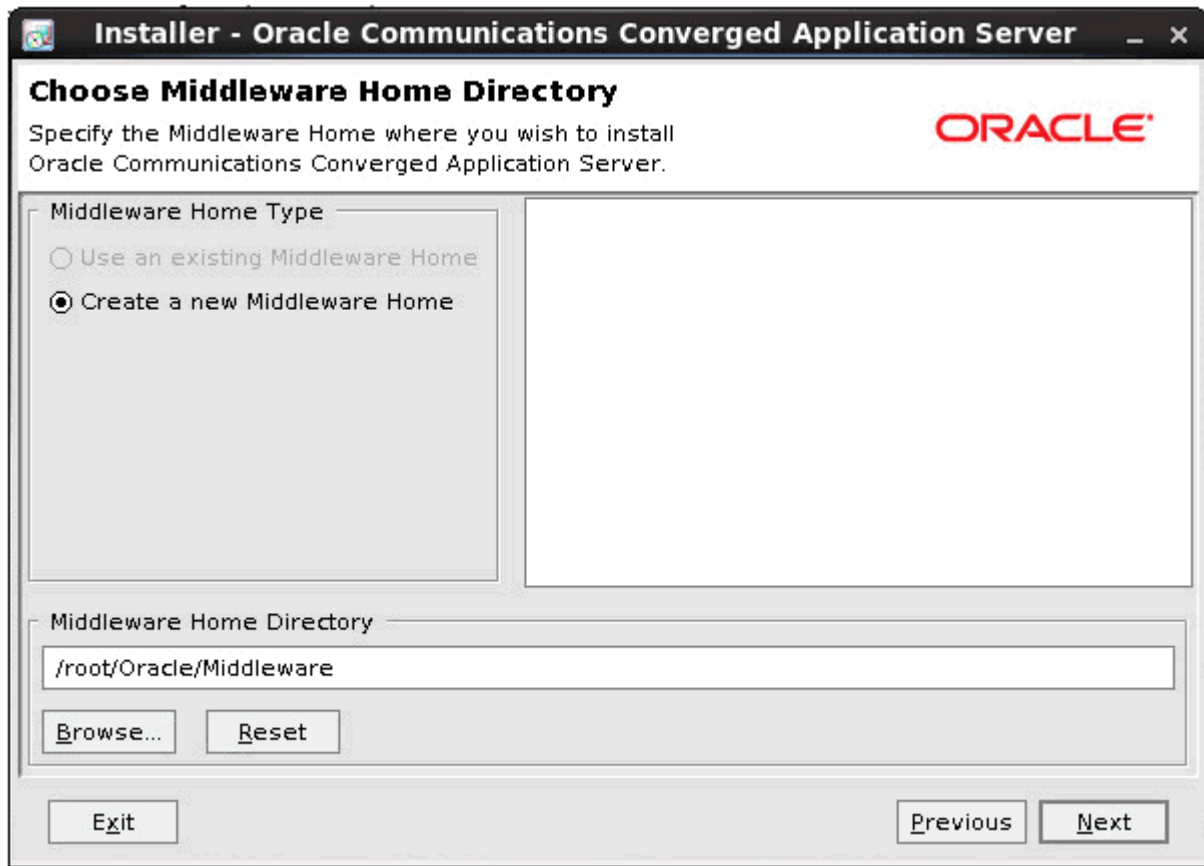 Installer - Oracle Communications Converged Application Server
Choose Middleware Home Directory
Specify the Middleware Home where you wish to install
Oracle Communications Converged Application Server.
ORACLE
Middleware Home Type
Use an existing Middleware Home
Create a new Middleware Home
Middleware Home Directory
/root/Oracle/Middleware
Browse... Reset
Exit Previous Next